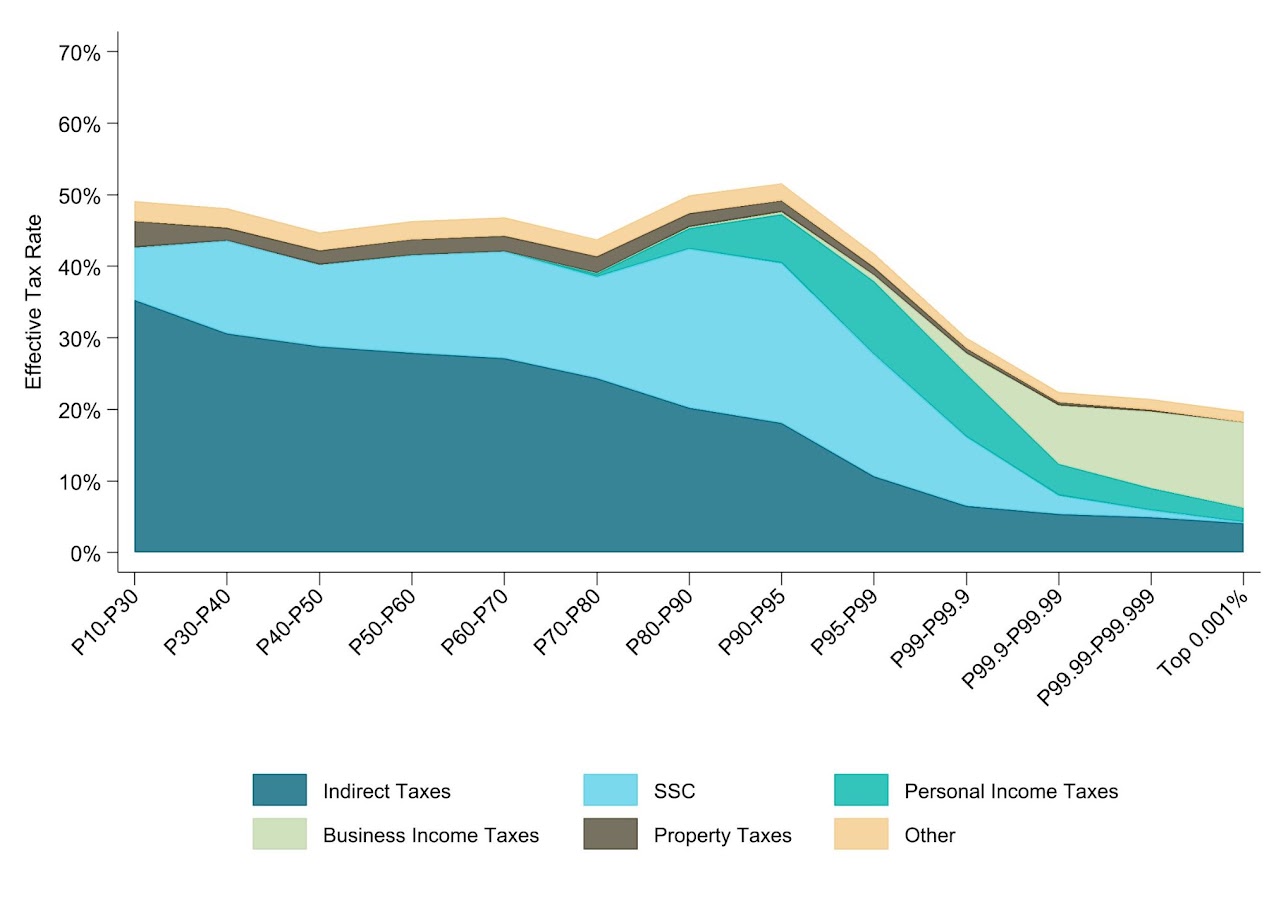 70%
60%
50%
40%
30%
20%
10%
0%
Effective Tax Rate
P10-P30
P30-P40
P40-P50
P50-P60
P60-P70
P70-P80
P80-P90
P90-P95
P95-P99
P99-P99.9
P99.9-P99.99
P99.99-P99.999
Top 0.001%
Indirect Taxes
SSC
Personal Income Taxes
Business Income Taxes
Property Taxes
Other